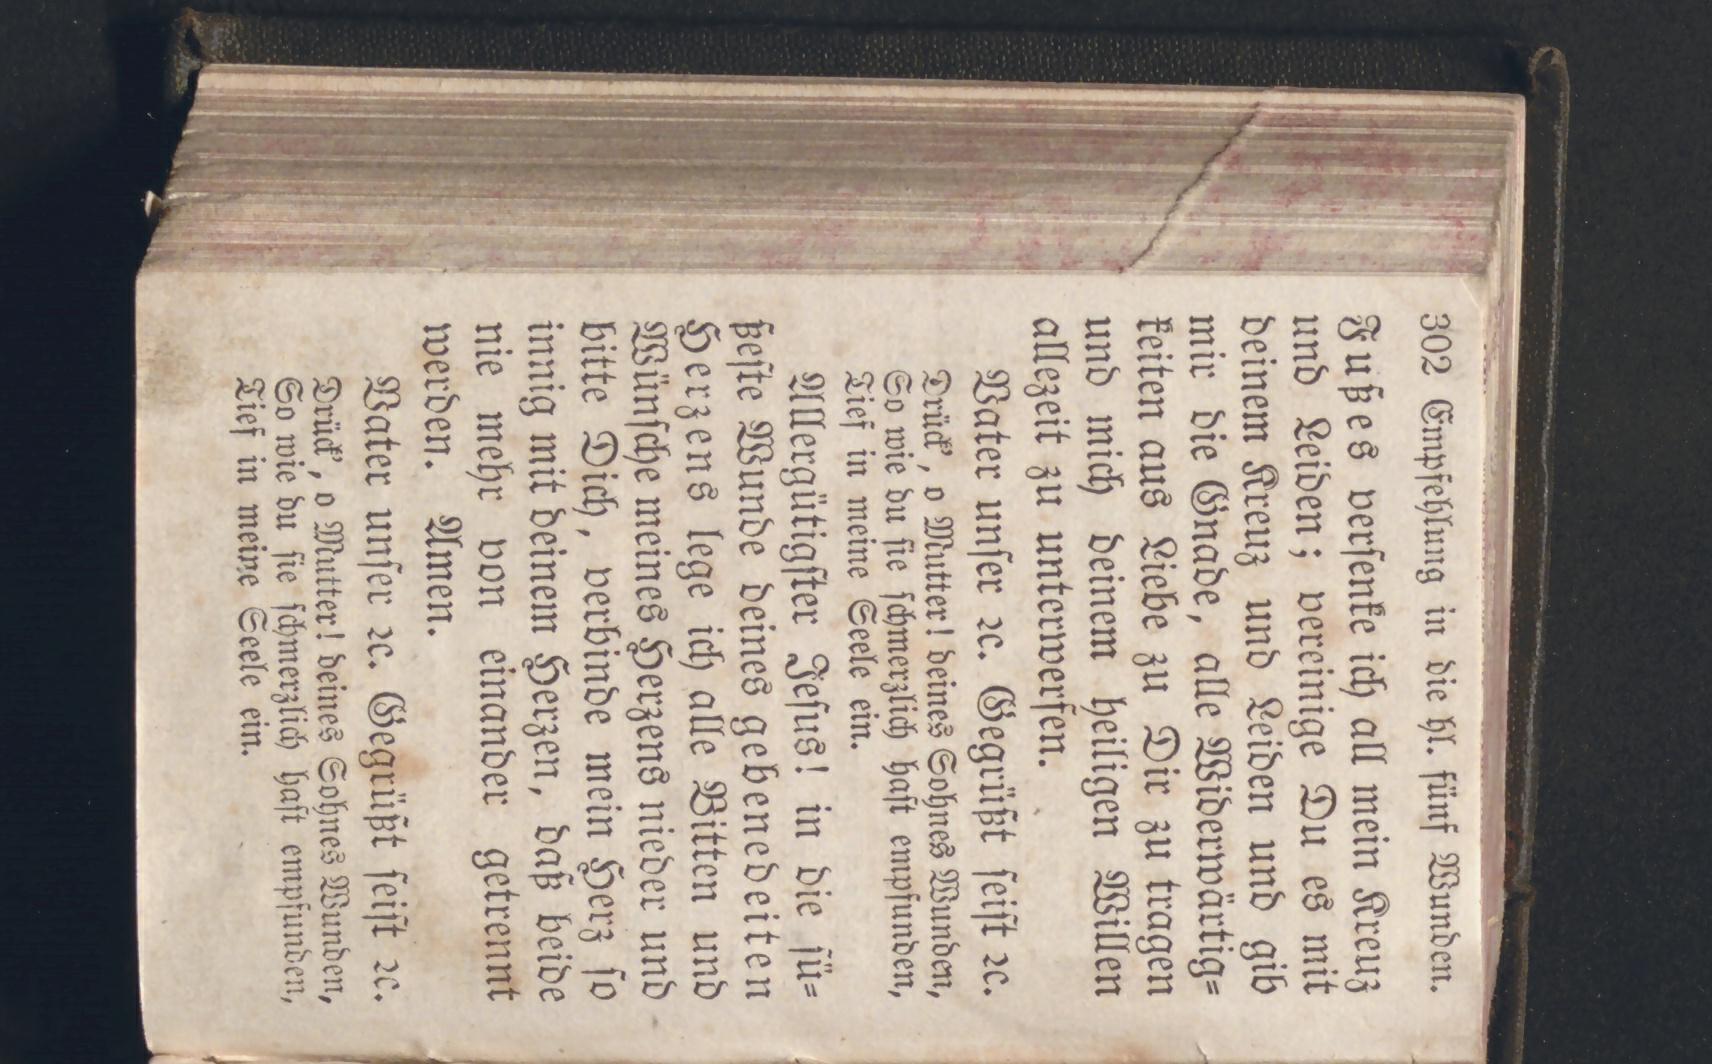 302 Empfehlung in die hl. fünf Wunden.
Fußes versenke ich all mein Kreuz
und Leiden; vereinige Du es mit
deinem Kreuz und Leiden und gib
mir die Gnade, alle Widerwärtig=
keiten aus Liebe zu Dir zu tragen
und mich deinem heiligen Willen
allezeit zu unterwerfen.
Vater unser ꝛc. Gegrüßt seist ꝛc.
Drück', o Mutter! deines Sohnes Wunden,
So wie du sie schmerzlich hast empfunden,
Tief in meine Seele ein.
Allergütigster Jesus! in die sü=
ßeste Wunde deines gebenedeiten
Herzens lege ich alle Bitten und
Wünsche meines Herzens nieder und
bitte Dich, verbinde mein Herz so
innig mit deinem Herzen, daß beide
nie mehr von einander getrennt
werden. Amen.
Vater unser ꝛc. Gegrüßt seist ꝛc.
Drück', o Mutter! deines Sohnes Wunden,
So wie du sie schmerzlich hast empfunden,
Tief in meine Seele ein.